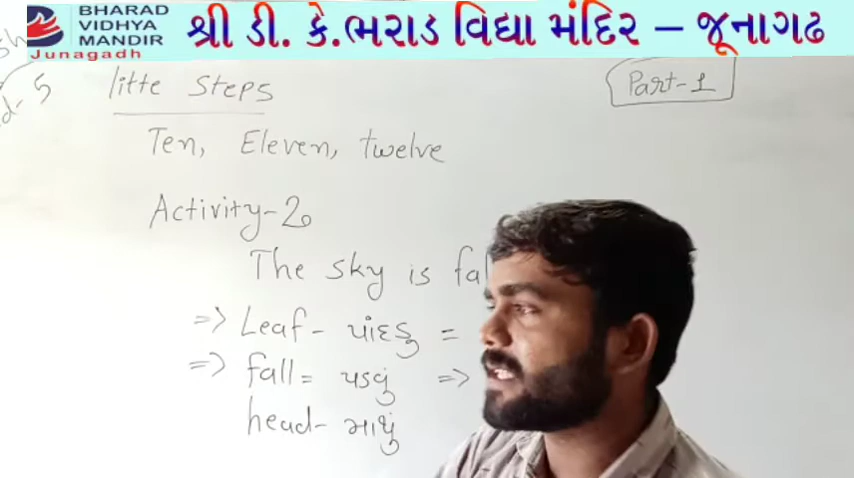 BHARAD
VIDHYA
MANDIR
Junagadh
શ્રી ડી. કે.ભરાડ વિદ્યા મંદિર – જૂનાગઢ
litte Steps
Part-1
Ten, Eleven, twelve
Activity-2
The sky is
=> Leaf- પાંદડુ =
=> fall= પડવું =>
head- માથું